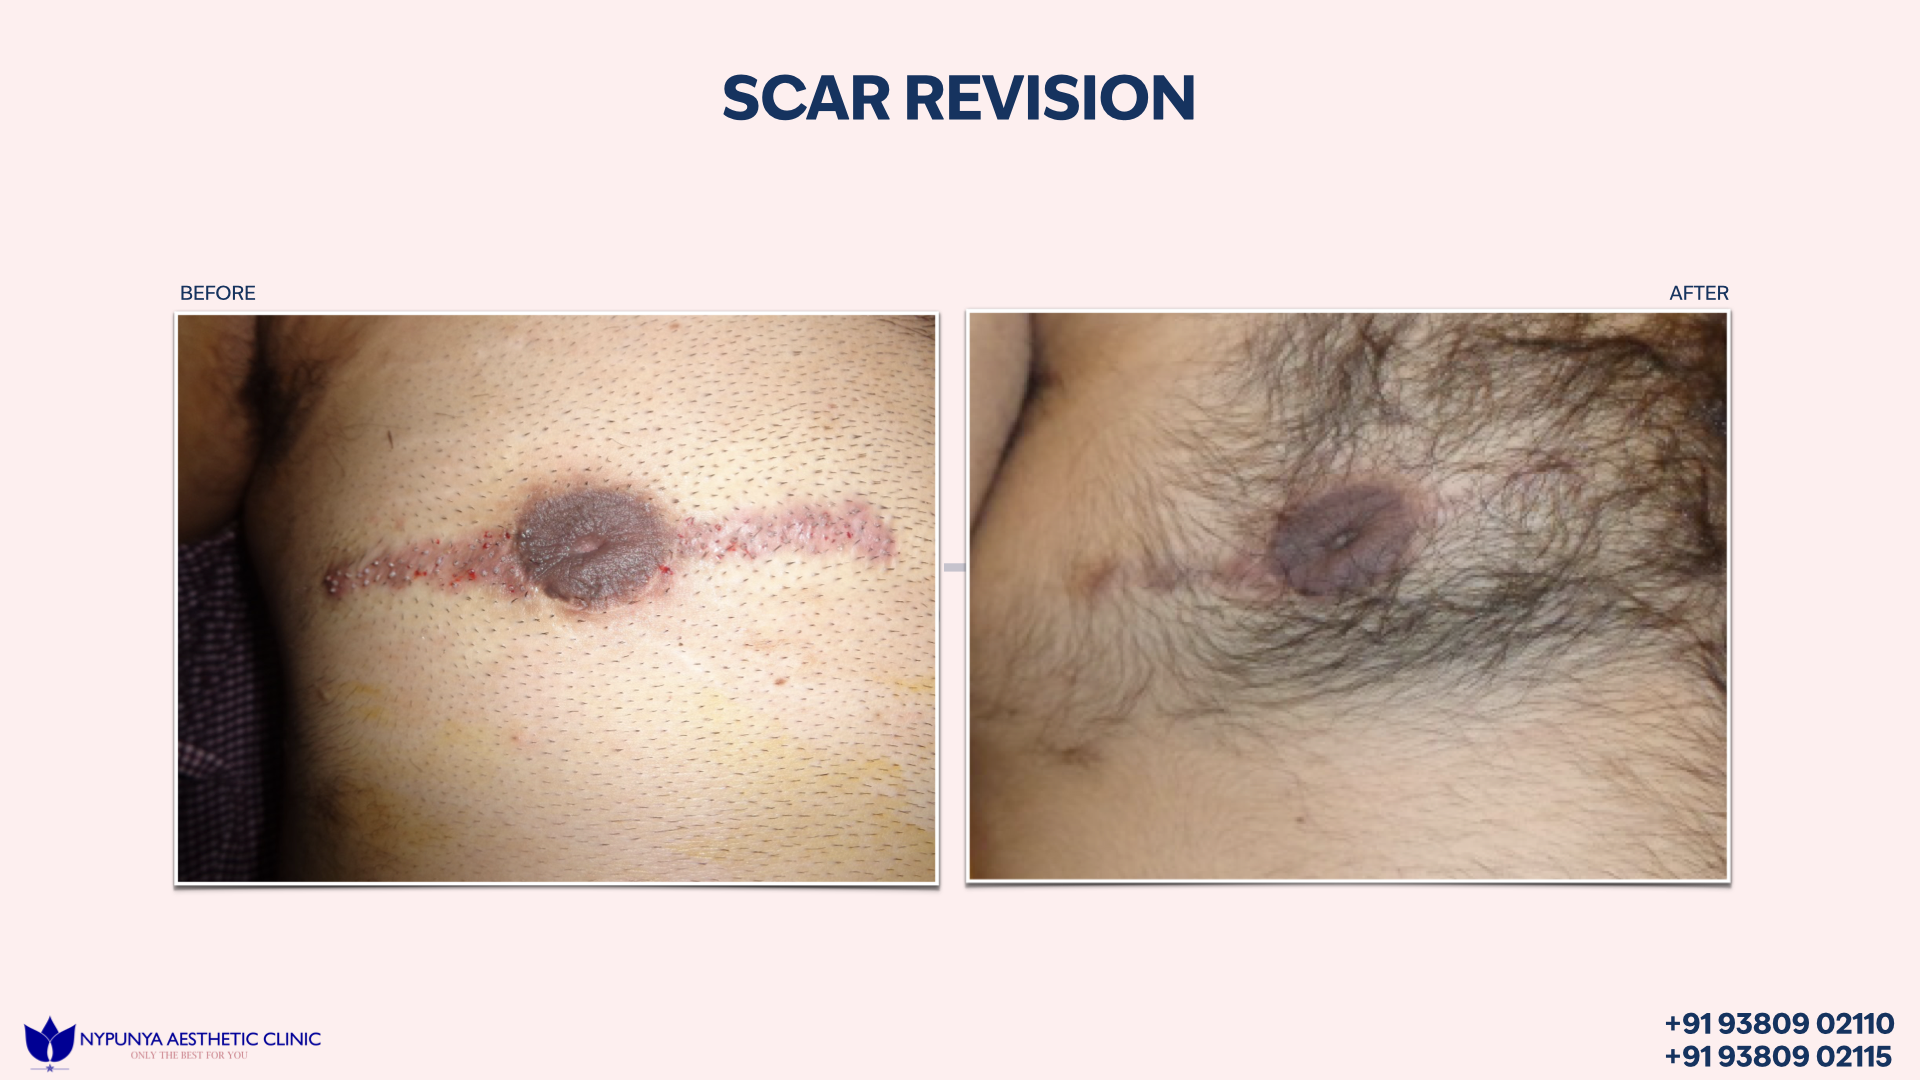 SCAR REVISION
BEFORE
AFTER
NYPUNYA AESTHETIC CLINIC
ONLY THE BEST FOR YOU
+91 93809 02110
+91 93809 02115